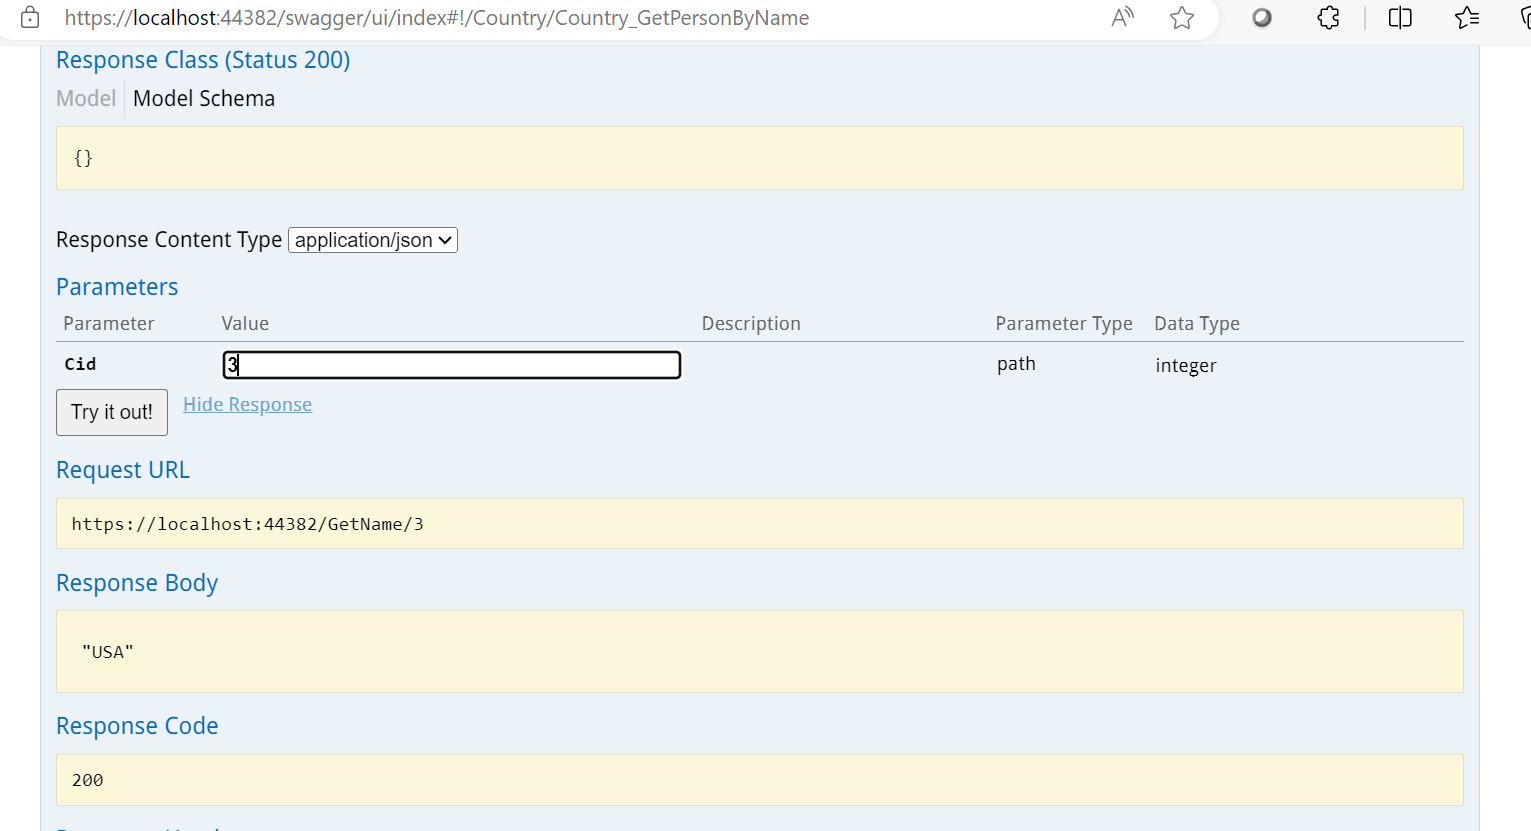 https://localhost:44382/swagger/ui/index#!/Country/Country_GetPersonByName
Response Class (Status 200)
Model Model Schema
{}
Response Content Type application/json
Parameters
Parameter Value Description Parameter Type Data Type
Cid 3 path integer
Try it out! Hide Response
Request URL
https://localhost:44382/GetName/3
Response Body
"USA"
Response Code
200